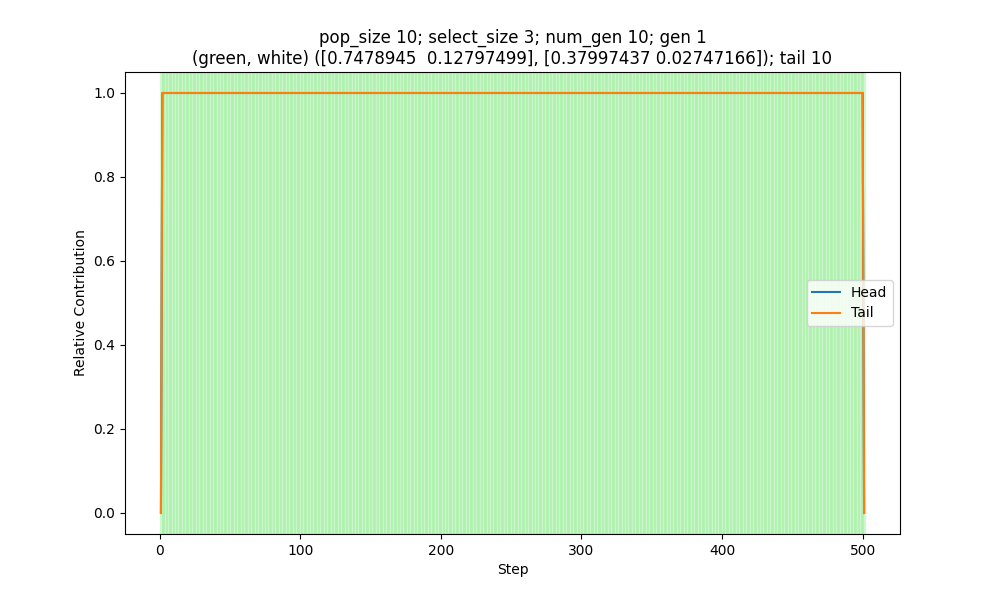 pop_size 10; select_size 3; num_gen 10; gen 1
(green, white) ([0.7478945  0.12797499], [0.37997437 0.02747166]); tail 10
1.0
0.8
0.6
0.4
0.2
0.0
Relative Contribution
Head
Tail
0 100 200 300 400 500
Step